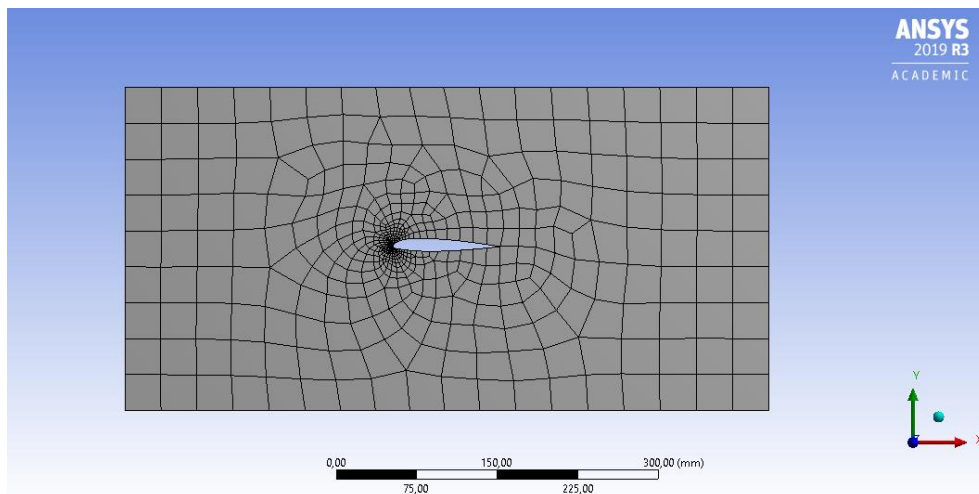 ANSYS
2019 R3
ACADEMIC
Y
X
Z
0,00 150,00 300,00 (mm)
75,00 225,00